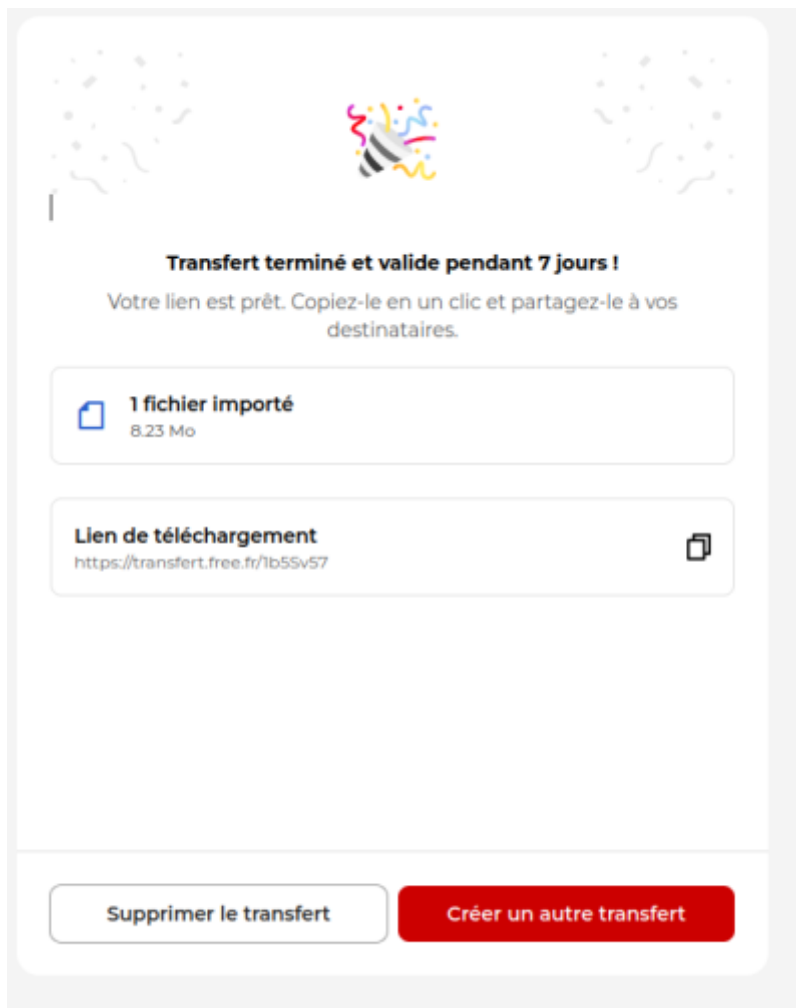 Transfert terminé et valide pendant 7 jours !
Votre lien est prêt. Copiez-le en un clic et partagez-le à vos
destinataires.
1 fichier importé
8.23 Mo
Lien de téléchargement
https://transfert.free.fr/1b5Sv57
Supprimer le transfert
Créer un autre transfert